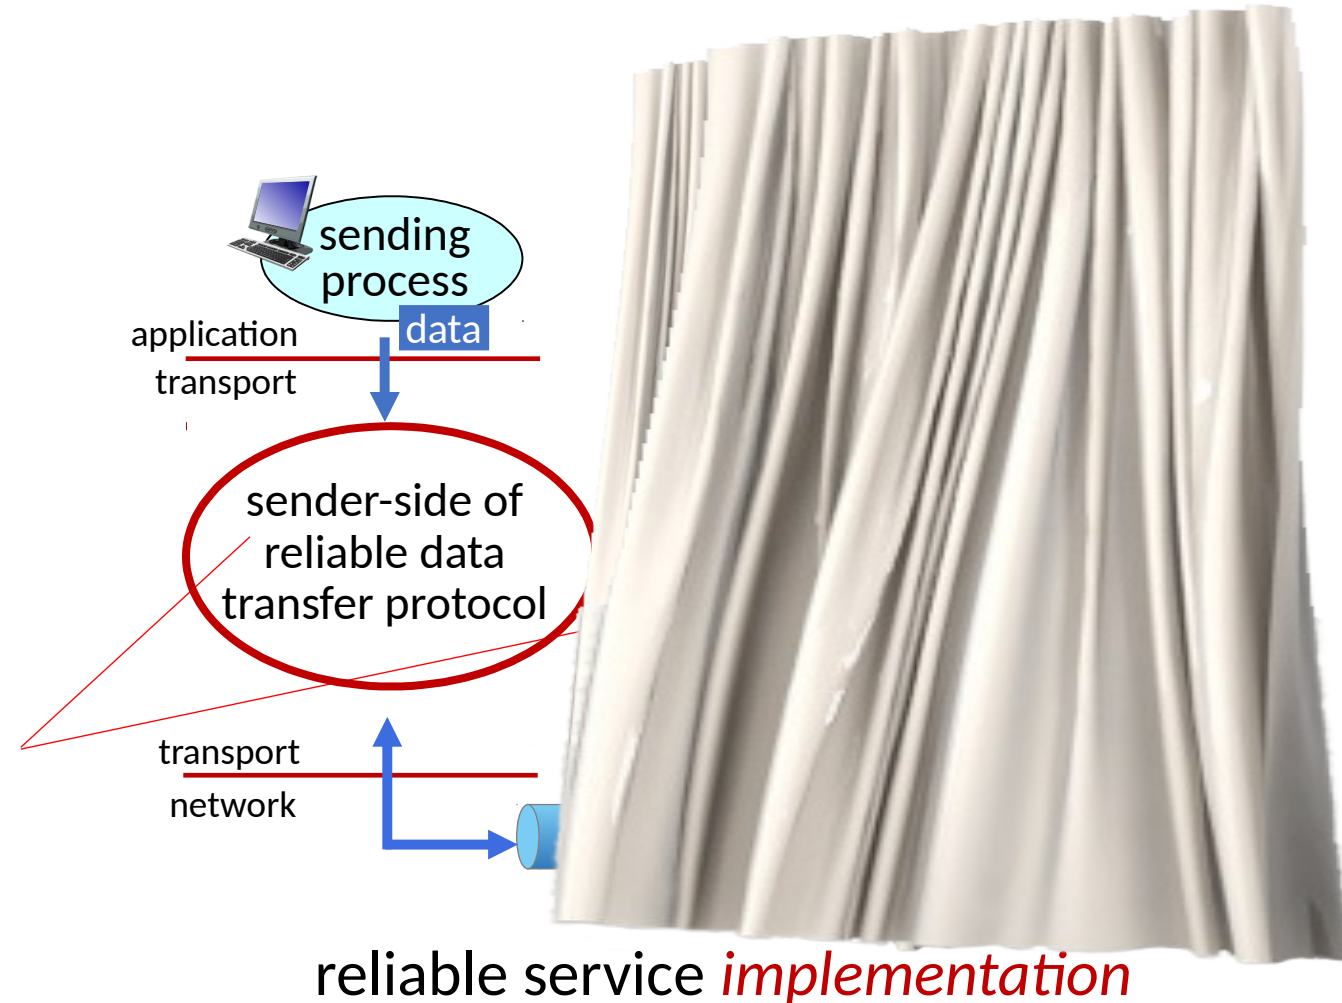 sending
process
data
application
transport
sender-side of
reliable data
transfer protocol
transport
network
reliable service implementation